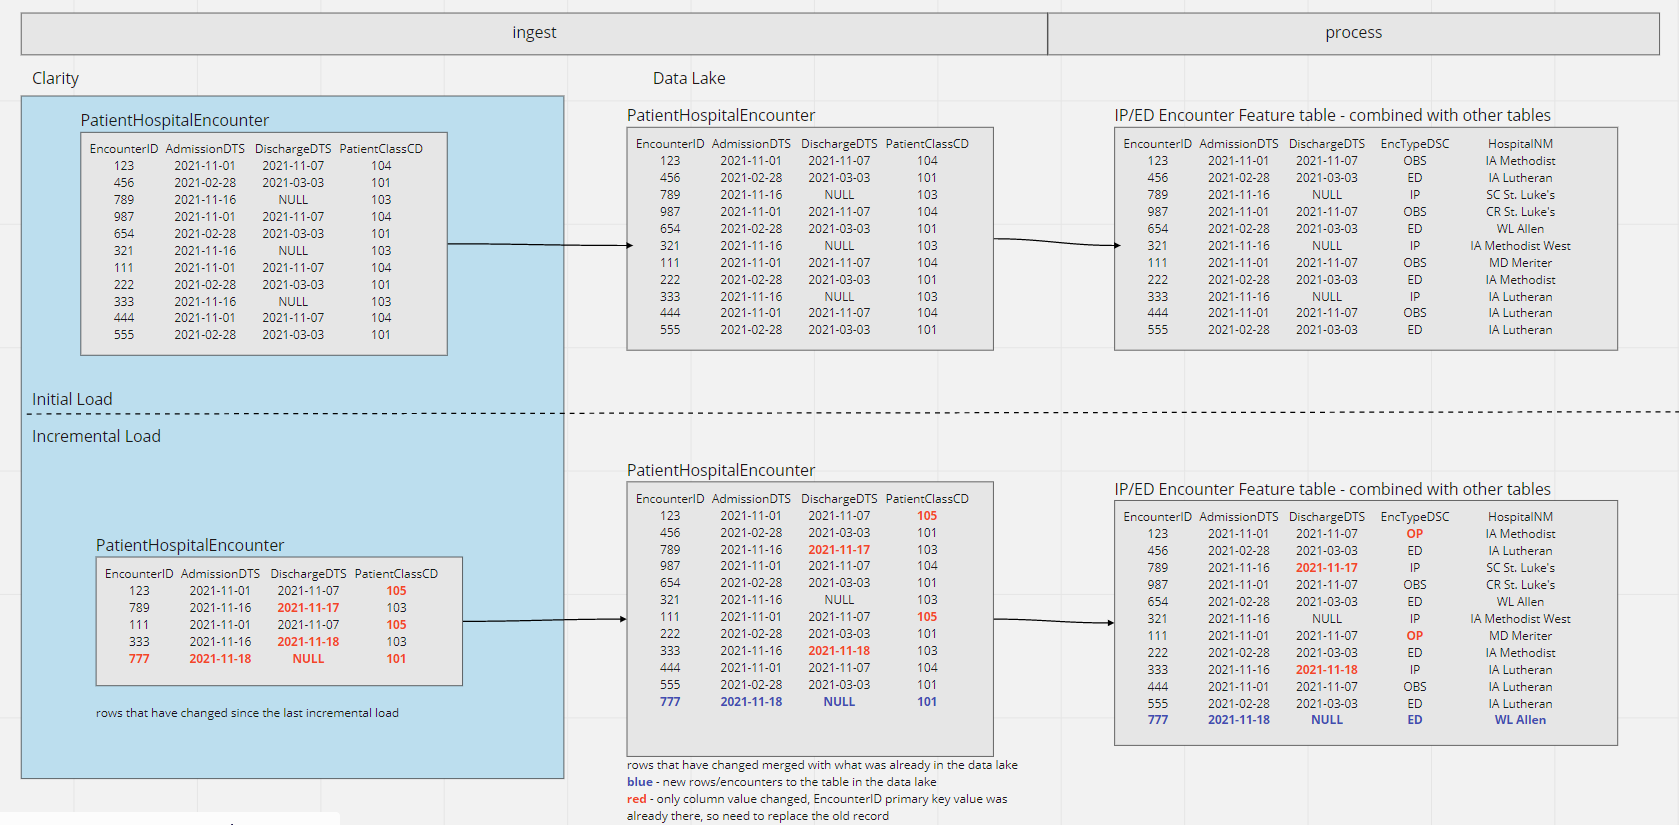 ingest
process
Clarity
Data Lake
PatientHospitalEncounter
EncounterID AdmissionDTS DischargeDTS PatientClassCD
123 2021-11-01 2021-11-07 104
456 2021-02-28 2021-03-03 101
789 2021-11-16 NULL 103
987 2021-11-01 2021-11-07 104
654 2021-02-28 2021-03-03 101
321 2021-11-16 NULL 103
111 2021-11-01 2021-11-07 104
222 2021-02-28 2021-03-03 101
333 2021-11-16 NULL 103
444 2021-11-01 2021-11-07 104
555 2021-02-28 2021-03-03 101
PatientHospitalEncounter
EncounterID AdmissionDTS DischargeDTS PatientClassCD
123 2021-11-01 2021-11-07 104
456 2021-02-28 2021-03-03 101
789 2021-11-16 NULL 103
987 2021-11-01 2021-11-07 104
654 2021-02-28 2021-03-03 101
321 2021-11-16 NULL 103
111 2021-11-01 2021-11-07 104
222 2021-02-28 2021-03-03 101
333 2021-11-16 NULL 103
444 2021-11-01 2021-11-07 104
555 2021-02-28 2021-03-03 101
IP/ED Encounter Feature table - combined with other tables
EncounterID AdmissionDTS DischargeDTS EncTypeDSC HospitalNM
123 2021-11-01 2021-11-07 OBS IA Methodist
456 2021-02-28 2021-03-03 ED IA Lutheran
789 2021-11-16 NULL IP SC St. Luke's
987 2021-11-01 2021-11-07 OBS CR St. Luke's
654 2021-02-28 2021-03-03 ED WL Allen
321 2021-11-16 NULL IP IA Methodist West
111 2021-11-01 2021-11-07 OBS MD Meriter
222 2021-02-28 2021-03-03 ED IA Methodist
333 2021-11-16 NULL IP IA Lutheran
444 2021-11-01 2021-11-07 OBS IA Lutheran
555 2021-02-28 2021-03-03 ED IA Lutheran
Initial Load
Incremental Load
PatientHospitalEncounter
EncounterID AdmissionDTS DischargeDTS PatientClassCD
123 2021-11-01 2021-11-07 105
789 2021-11-16 2021-11-17 103
111 2021-11-01 2021-11-07 105
333 2021-11-16 2021-11-18 103
777 2021-11-18 NULL 101
rows that have changed since the last incremental load
PatientHospitalEncounter
EncounterID AdmissionDTS DischargeDTS PatientClassCD
123 2021-11-01 2021-11-07 105
456 2021-02-28 2021-03-03 101
789 2021-11-16 2021-11-17 103
987 2021-11-01 2021-11-07 104
654 2021-02-28 2021-03-03 101
321 2021-11-16 NULL 103
111 2021-11-01 2021-11-07 105
222 2021-02-28 2021-03-03 101
333 2021-11-16 2021-11-18 103
444 2021-11-01 2021-11-07 104
555 2021-02-28 2021-03-03 101
777 2021-11-18 NULL 101
rows that have changed merged with what was already in the data lake
blue - new rows/encounters to the table in the data lake
red - only column value changed, EncounterID primary key value was
already there, so need to replace the old record
IP/ED Encounter Feature table - combined with other tables
EncounterID AdmissionDTS DischargeDTS EncTypeDSC HospitalNM
123 2021-11-01 2021-11-07 OP IA Methodist
456 2021-02-28 2021-03-03 ED IA Lutheran
789 2021-11-16 2021-11-17 IP SC St. Luke's
987 2021-11-01 2021-11-07 OBS CR St. Luke's
654 2021-02-28 2021-03-03 ED WL Allen
321 2021-11-16 NULL IP IA Methodist West
111 2021-11-01 2021-11-07 OP MD Meriter
222 2021-02-28 2021-03-03 ED IA Methodist
333 2021-11-16 2021-11-18 IP IA Lutheran
444 2021-11-01 2021-11-07 OBS IA Lutheran
555 2021-02-28 2021-03-03 ED IA Lutheran
777 2021-11-18 NULL ED WL Allen